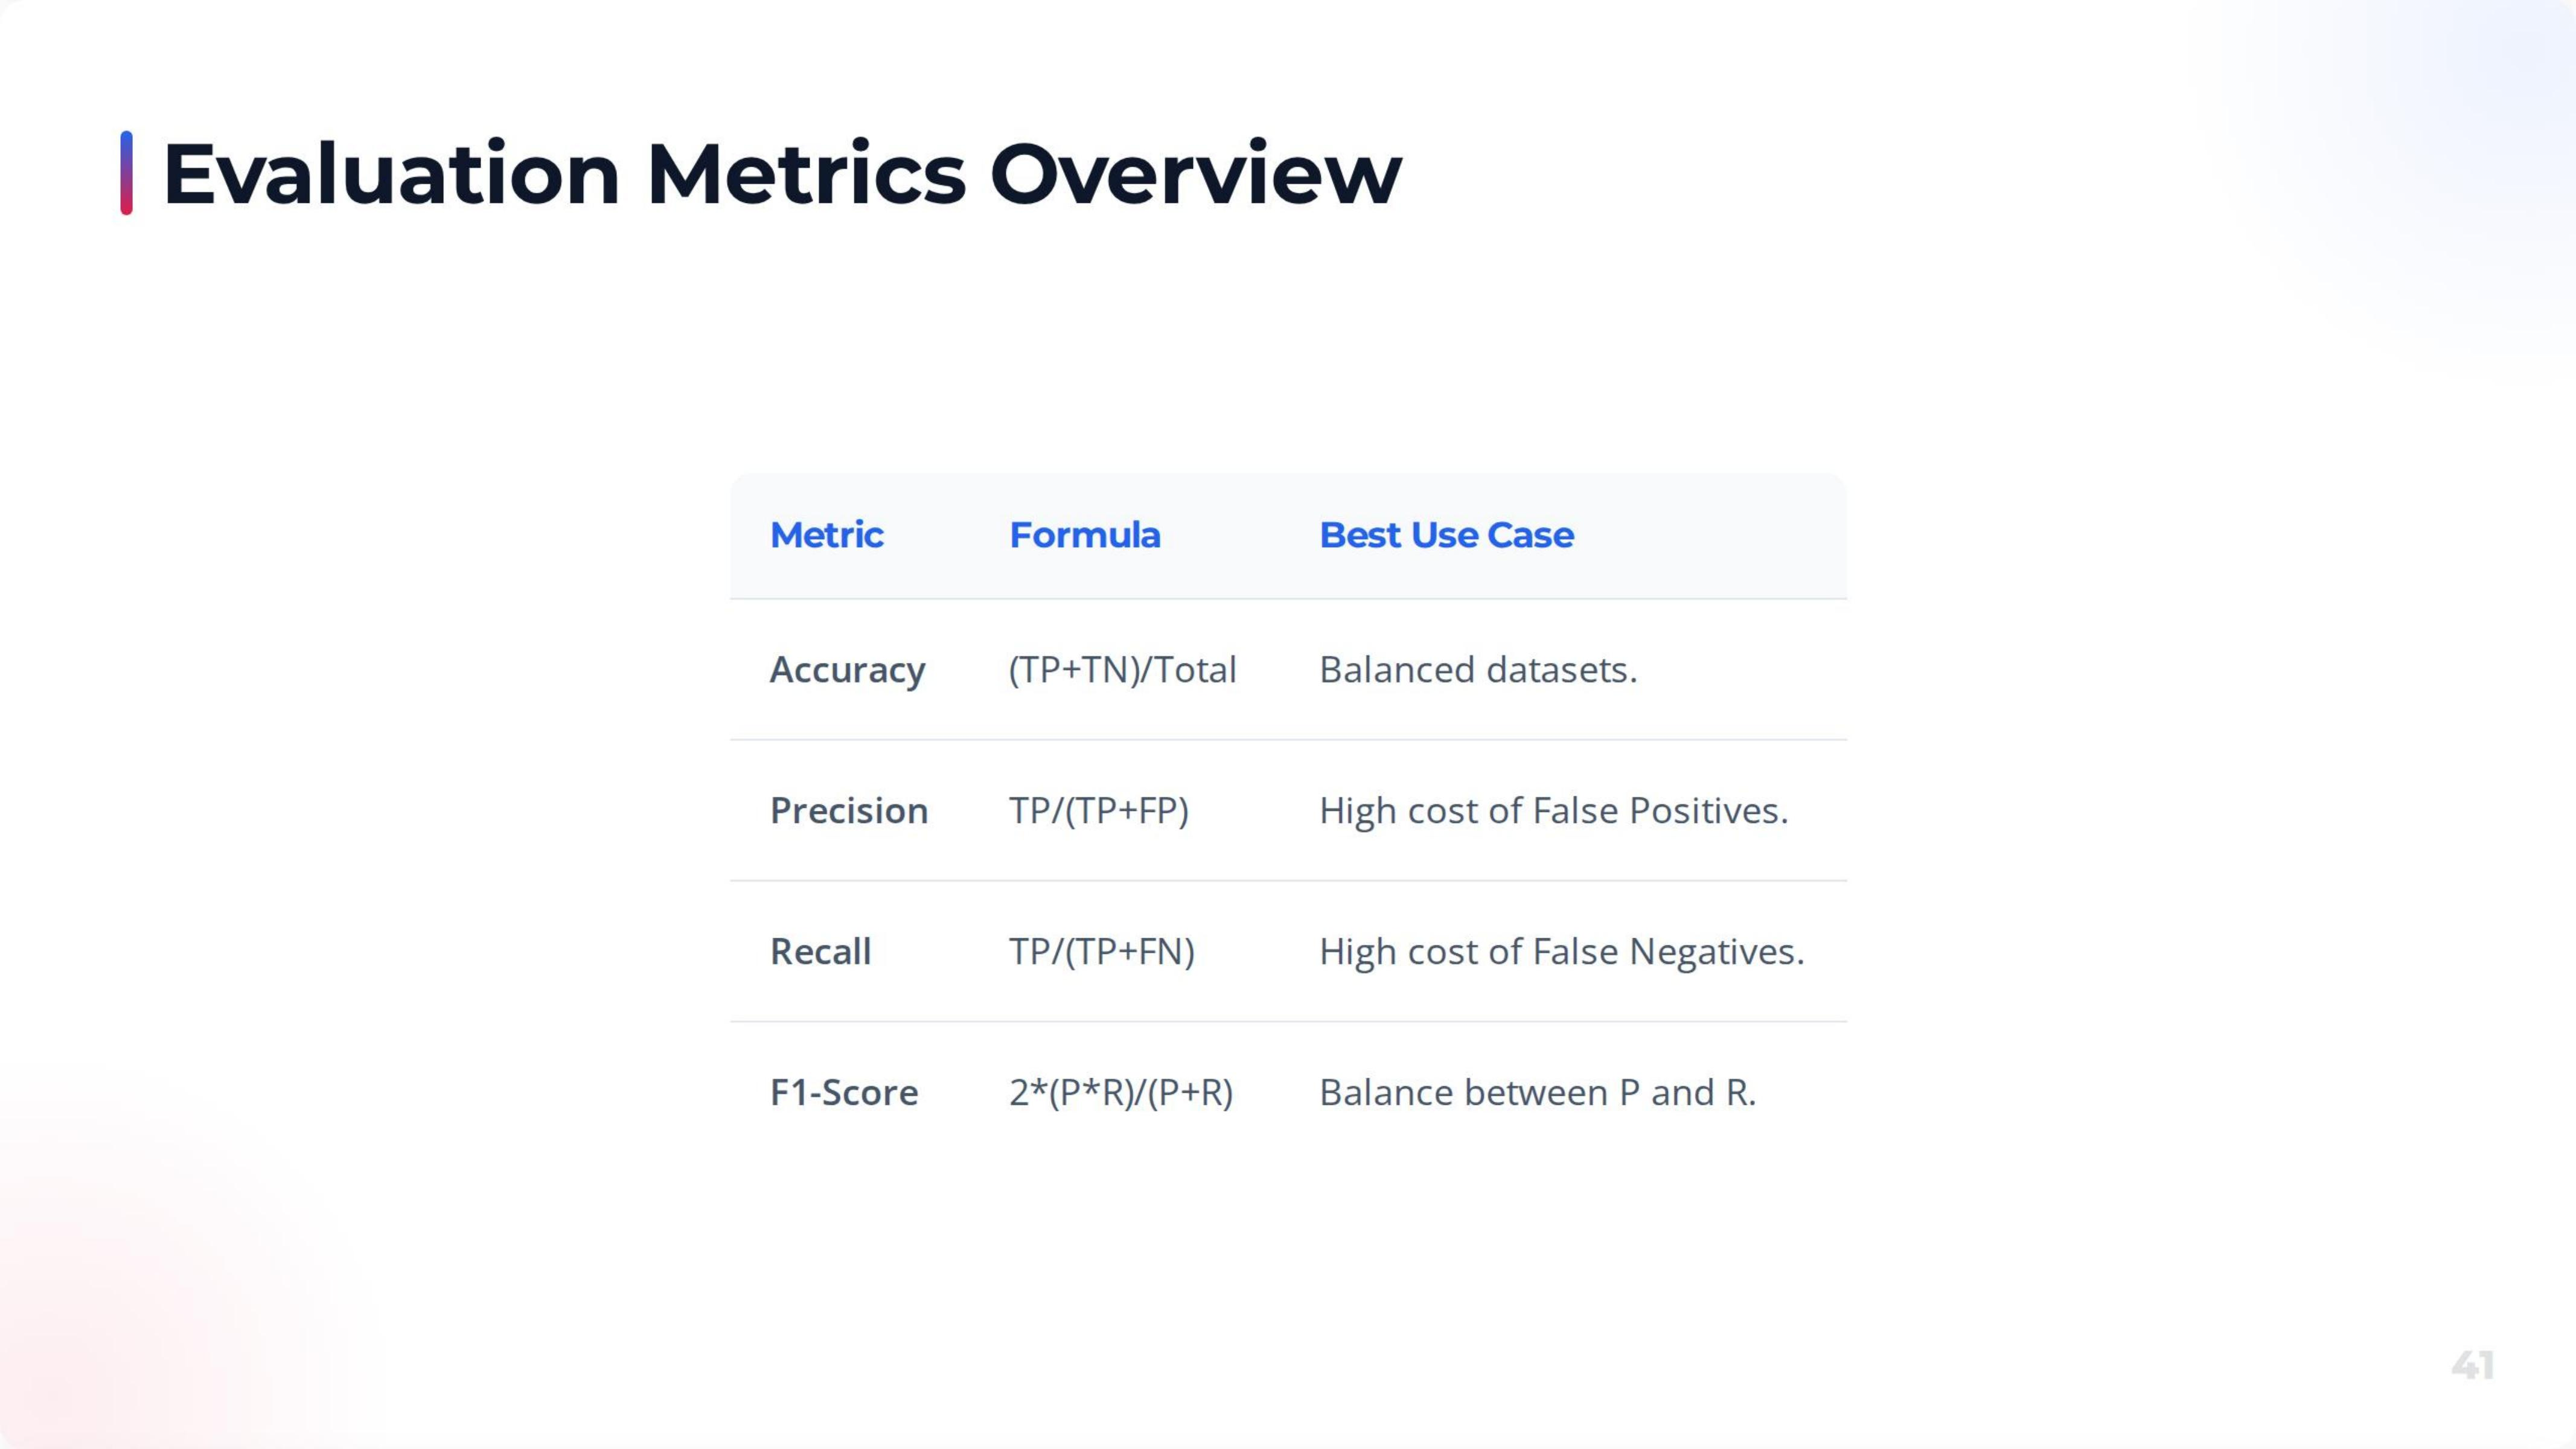 Evaluation Metrics Overview
Metric Formula Best Use Case
Accuracy (TP+TN)/Total Balanced datasets.
Precision TP/(TP+FP) High cost of False Positives.
Recall TP/(TP+FN) High cost of False Negatives.
F1-Score 2*(P*R)/(P+R) Balance between P and R.
41